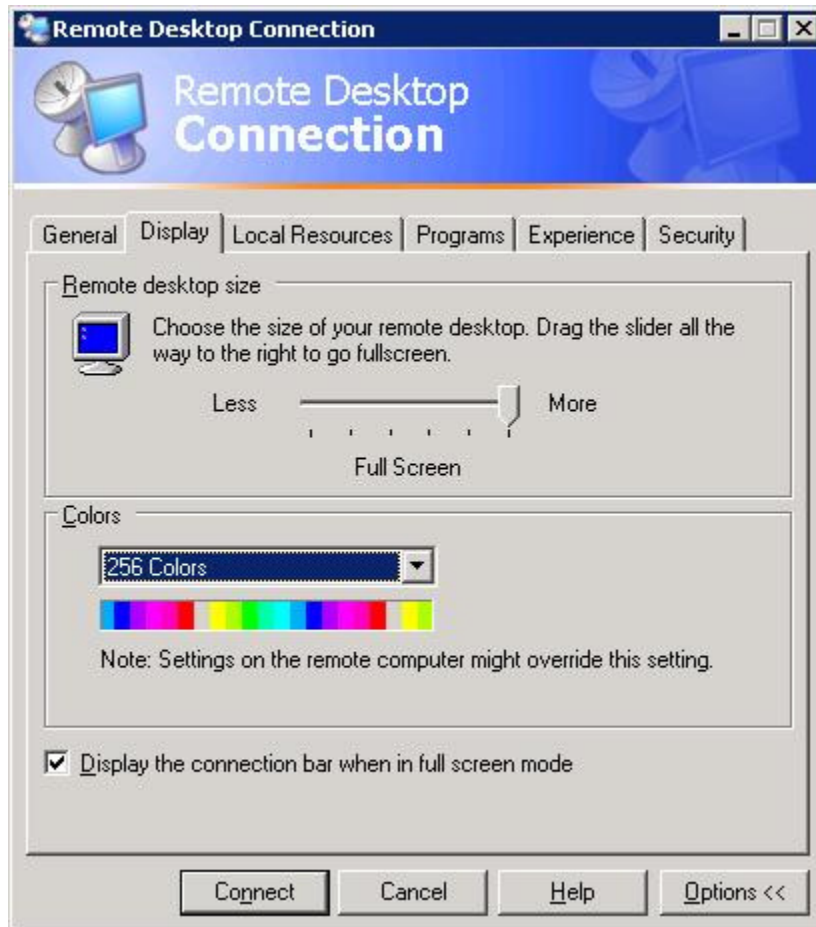 Remote Desktop Connection
Remote Desktop
Connection
General Display Local Resources Programs Experience Security
Remote desktop size
Choose the size of your remote desktop. Drag the slider all the
way to the right to go fullscreen.
Less More
Full Screen
Colors
256 Colors
Note: Settings on the remote computer might override this setting.
Display the connection bar when in full screen mode
Connect Cancel Help Options <<